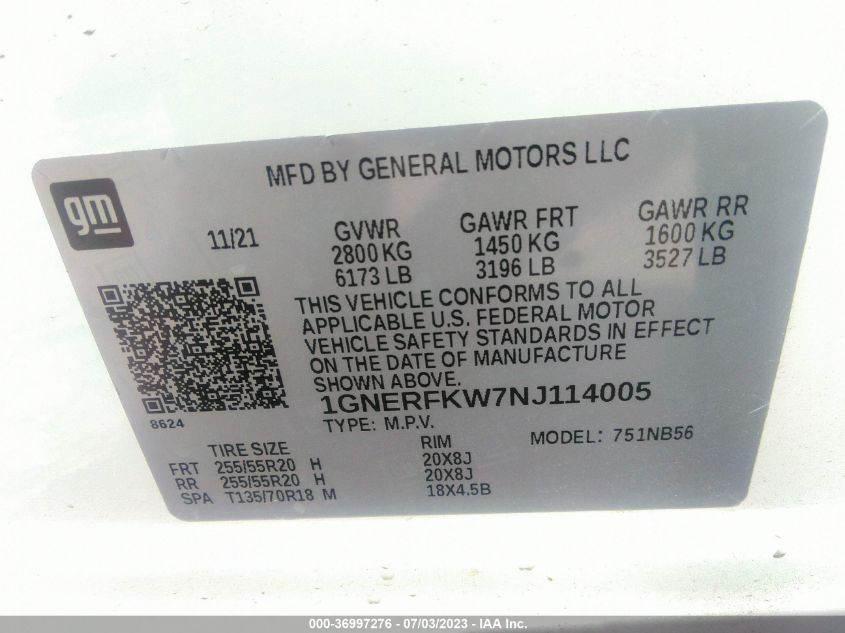 MFD BY GENERAL MOTORS LLC
gm
11/21
GVWR
2800 KG
6173 LB
GAWR FRT
1450 KG
3196 LB
GAWR RR
1600 KG
3527 LB
THIS VEHICLE CONFORMS TO ALL
APPLICABLE U.S. FEDERAL MOTOR
VEHICLE SAFETY STANDARDS IN EFFECT
ON THE DATE OF MANUFACTURE
SHOWN ABOVE.
8624
1GNERFKW7NJ114005
TYPE: M.P.V.
MODEL: 751NB56
TIRE SIZE
RIM
FRT 255/55R20 H 20X8J
RR 255/55R20 H 20X8J
SPA T135/70R18 M 18X4.5B
000-36997276 - 07/03/2023 - IAA Inc.